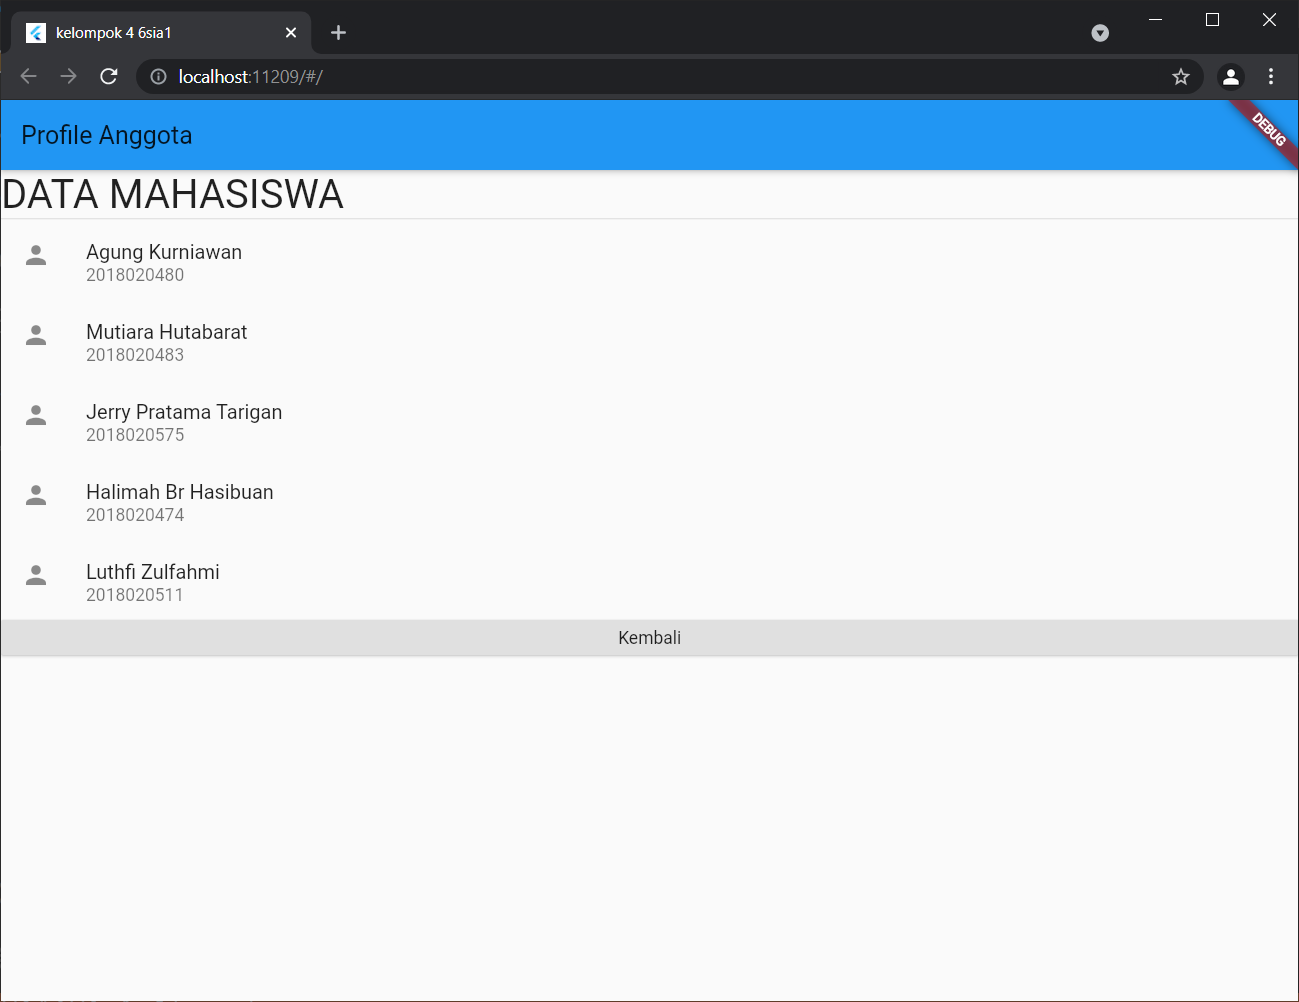 kelompok 4 6sia1
localhost:11209/#/
Profile Anggota
DEBUG
DATA MAHASISWA
Agung Kurniawan
2018020480
Mutiara Hutabarat
2018020483
Jerry Pratama Tarigan
2018020575
Halimah Br Hasibuan
2018020474
Luthfi Zulfahmi
2018020511
Kembali